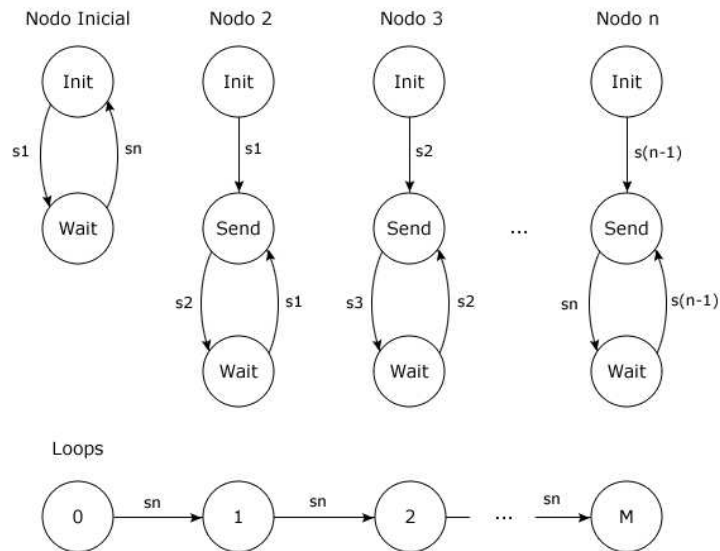 Nodo Inicial
Nodo 2
Nodo 3
Nodo n
Init
Init
Init
Init
s1
sn
s1
s2
s(n-1)
Wait
Send
Send
...
Send
s2
s1
s3
s2
sn
s(n-1)
Wait
Wait
Wait
Loops
0
sn
1
sn
2
...
sn
M